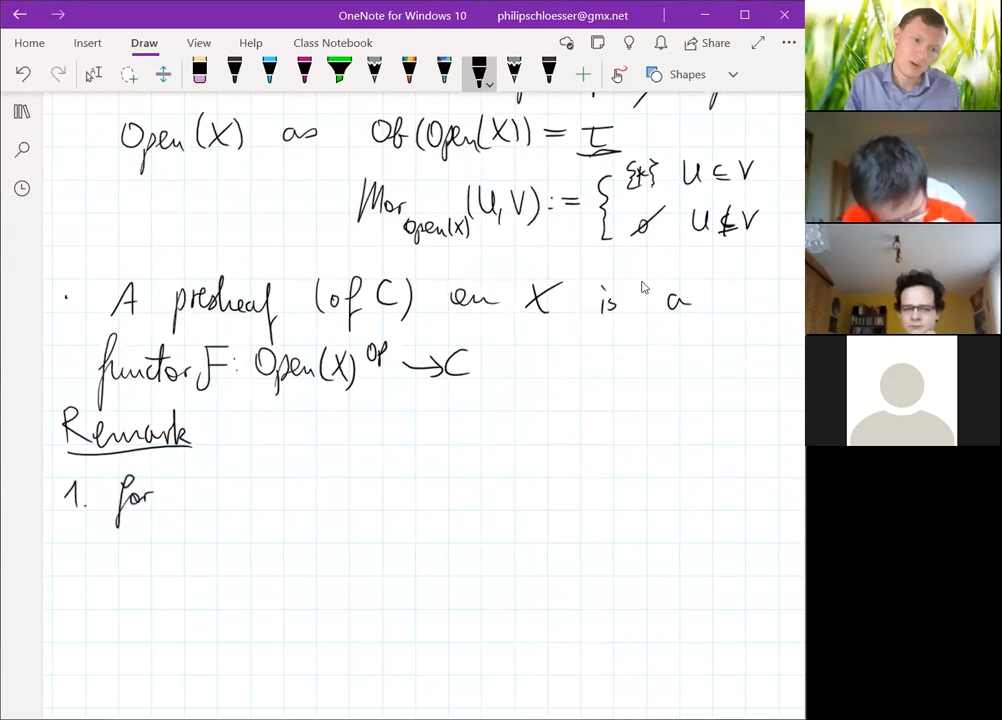 OneNote for Windows 10
philipschloesser@gmx.net
Home Insert Draw View Help Class Notebook
Share
Shapes
Open(X) as Ob(Open(X)) = τ
Mor_Open(X)(U,V) := { {*} U ⊆ V
∅ U ⊈ V
· A presheaf (of C) on X is a
functor F: Open(X)^op → C
Remark
1. for